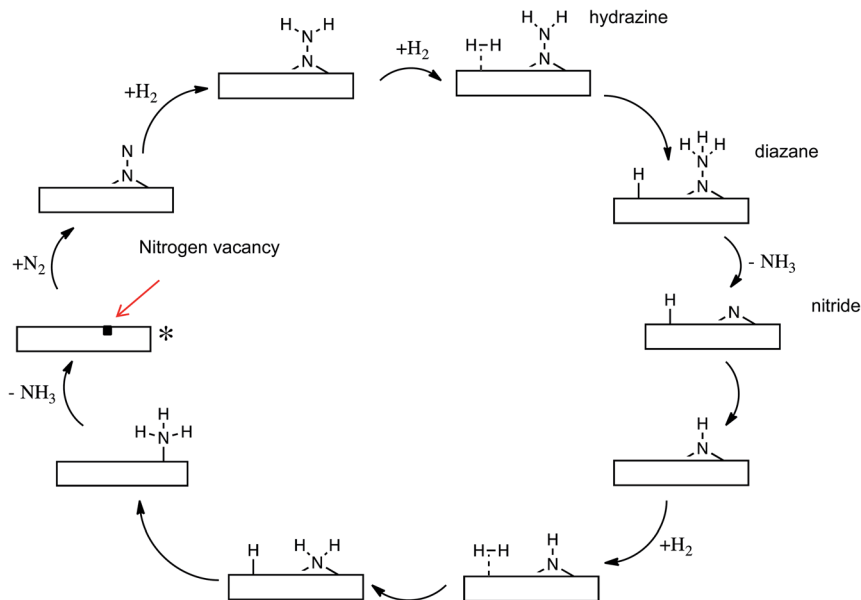 H H
N
N
hydrazine
+H₂
H-H
H H
N
N
+H₂
diazane
H
H H
N
N
H
N
N
- NH₃
Nitrogen vacancy
+N₂
*
nitride
H
N
- NH₃
H
H N H
H
N
+H₂
H-H
H
N
H
H H
N